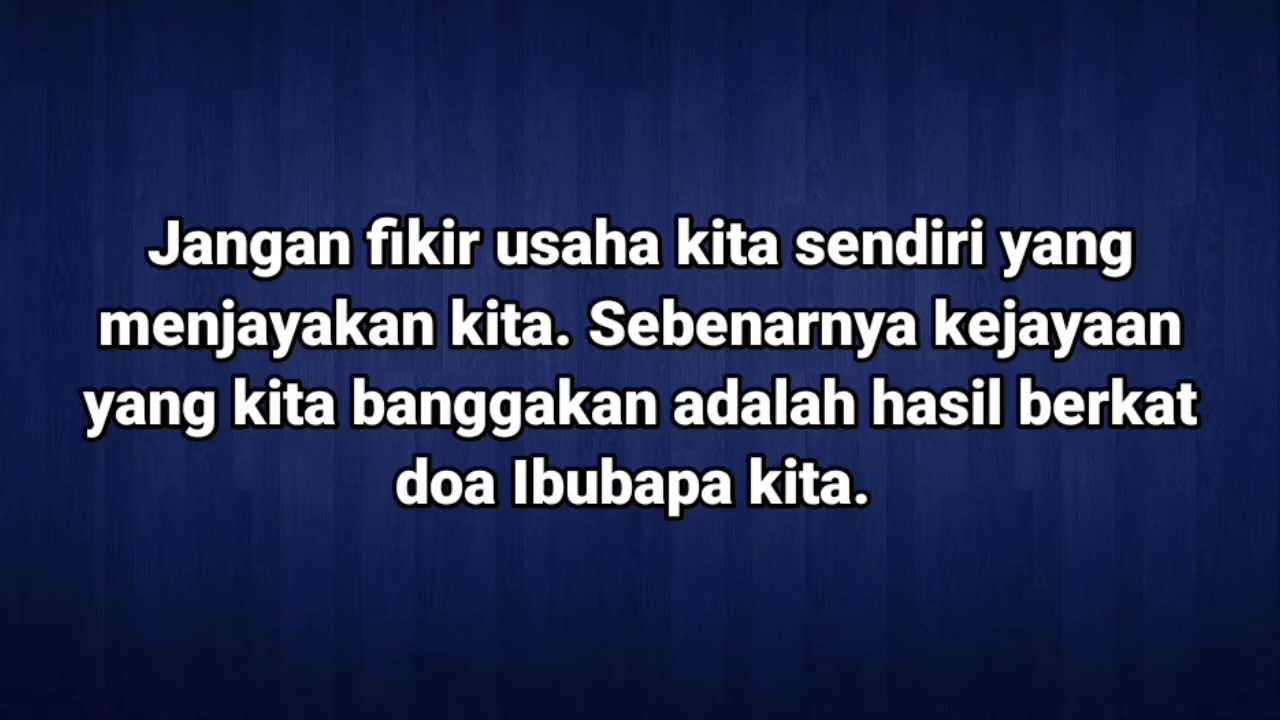 Jangan fikir usaha kita sendiri yang
menjayakan kita. Sebenarnya kejayaan
yang kita banggakan adalah hasil berkat
doa Ibubapa kita.